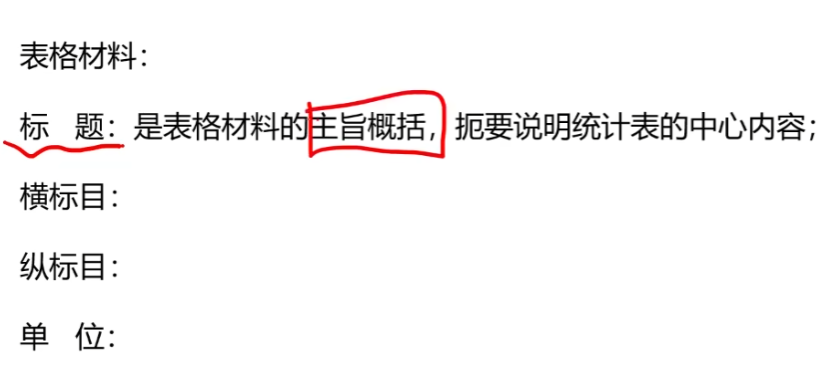 表格材料：
标 题：是表格材料的主旨概括，扼要说明统计表的中心内容；
横标目：
纵标目：
单 位：